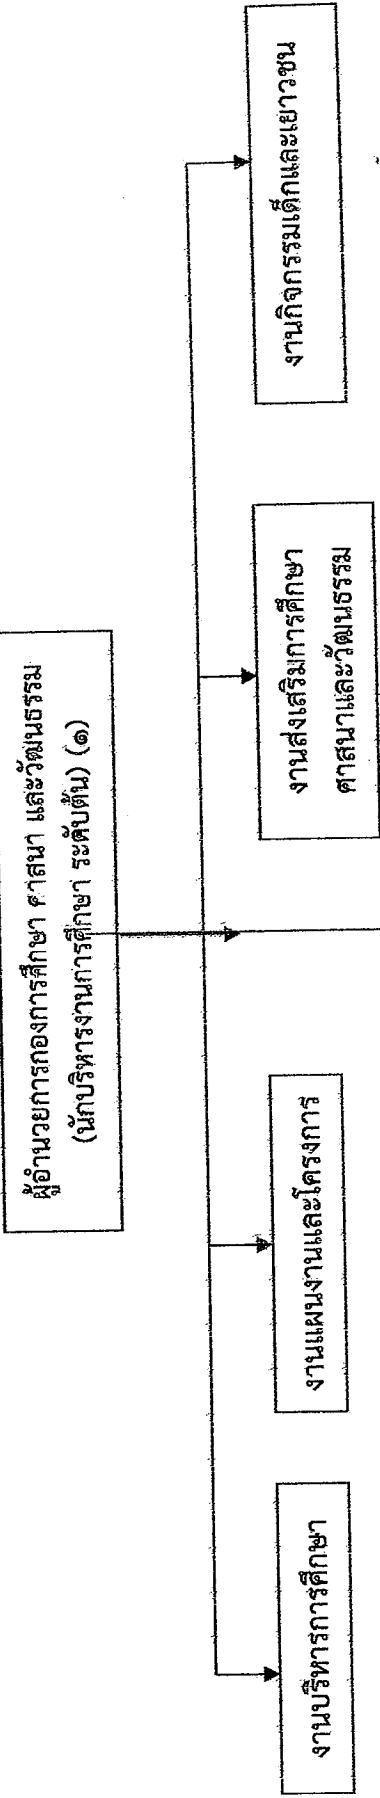 ผู้อำนวยการกองการศึกษา ศาสนา และวัฒนธรรม
(นักบริหารงานการศึกษา ระดับต้น) (๑)
งานบริหารการศึกษา
งานแผนงานและโครงการ
งานส่งเสริมการศึกษา
ศาสนาและวัฒนธรรม
งานกิจกรรมเด็กและเยาวชน